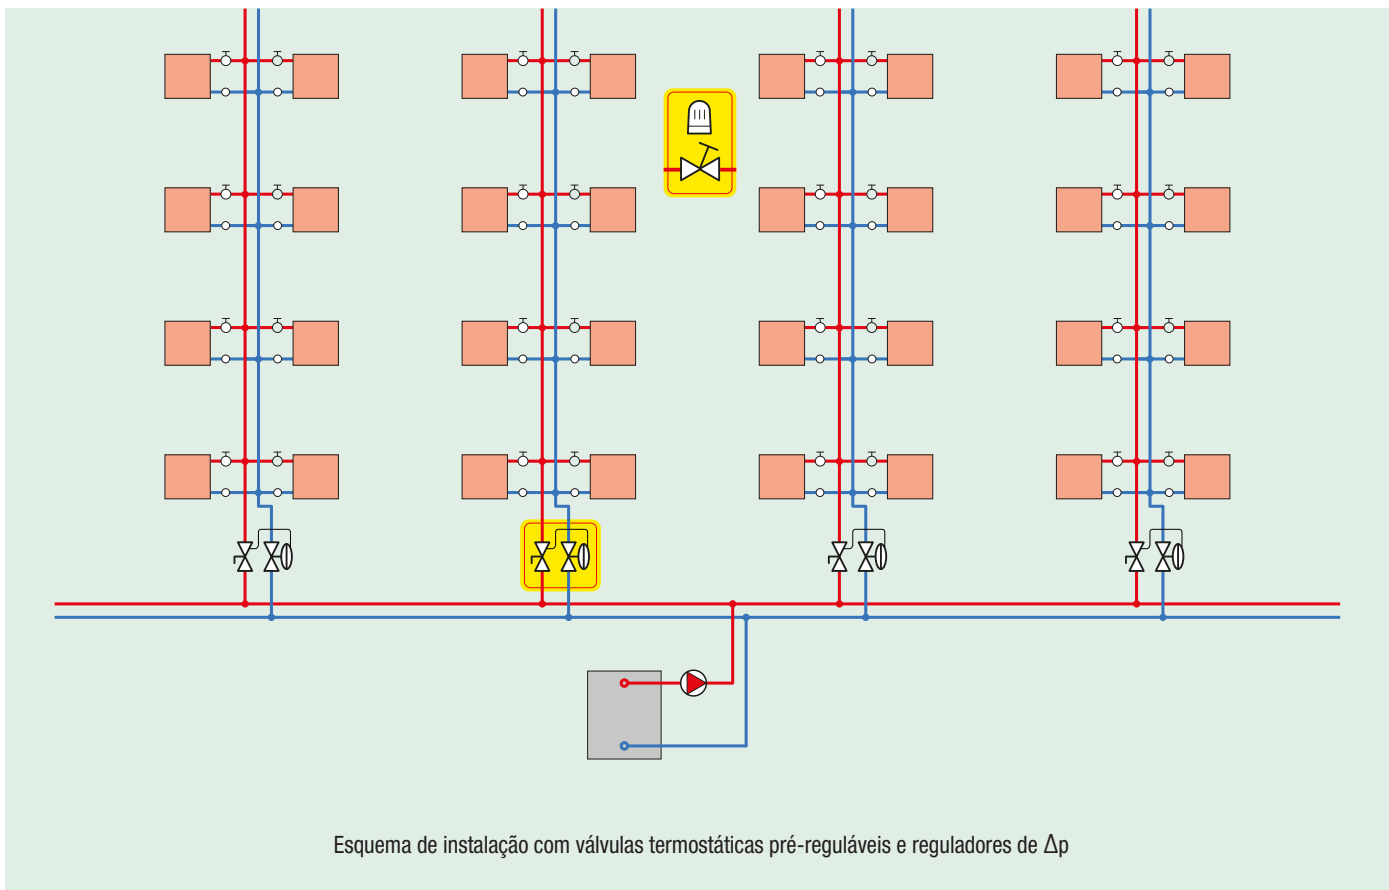 Esquema de instalação com válvulas termostáticas pré-reguláveis e reguladores de Δp